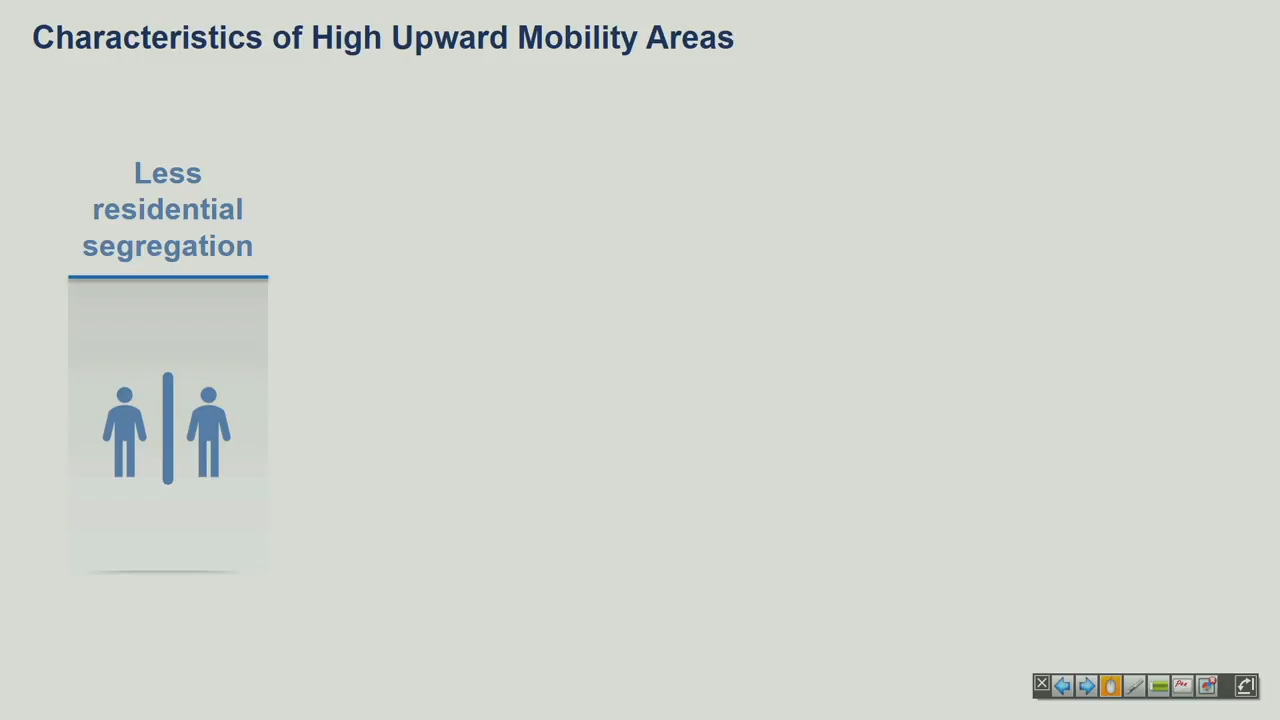 Characteristics of High Upward Mobility Areas
Less
residential
segregation